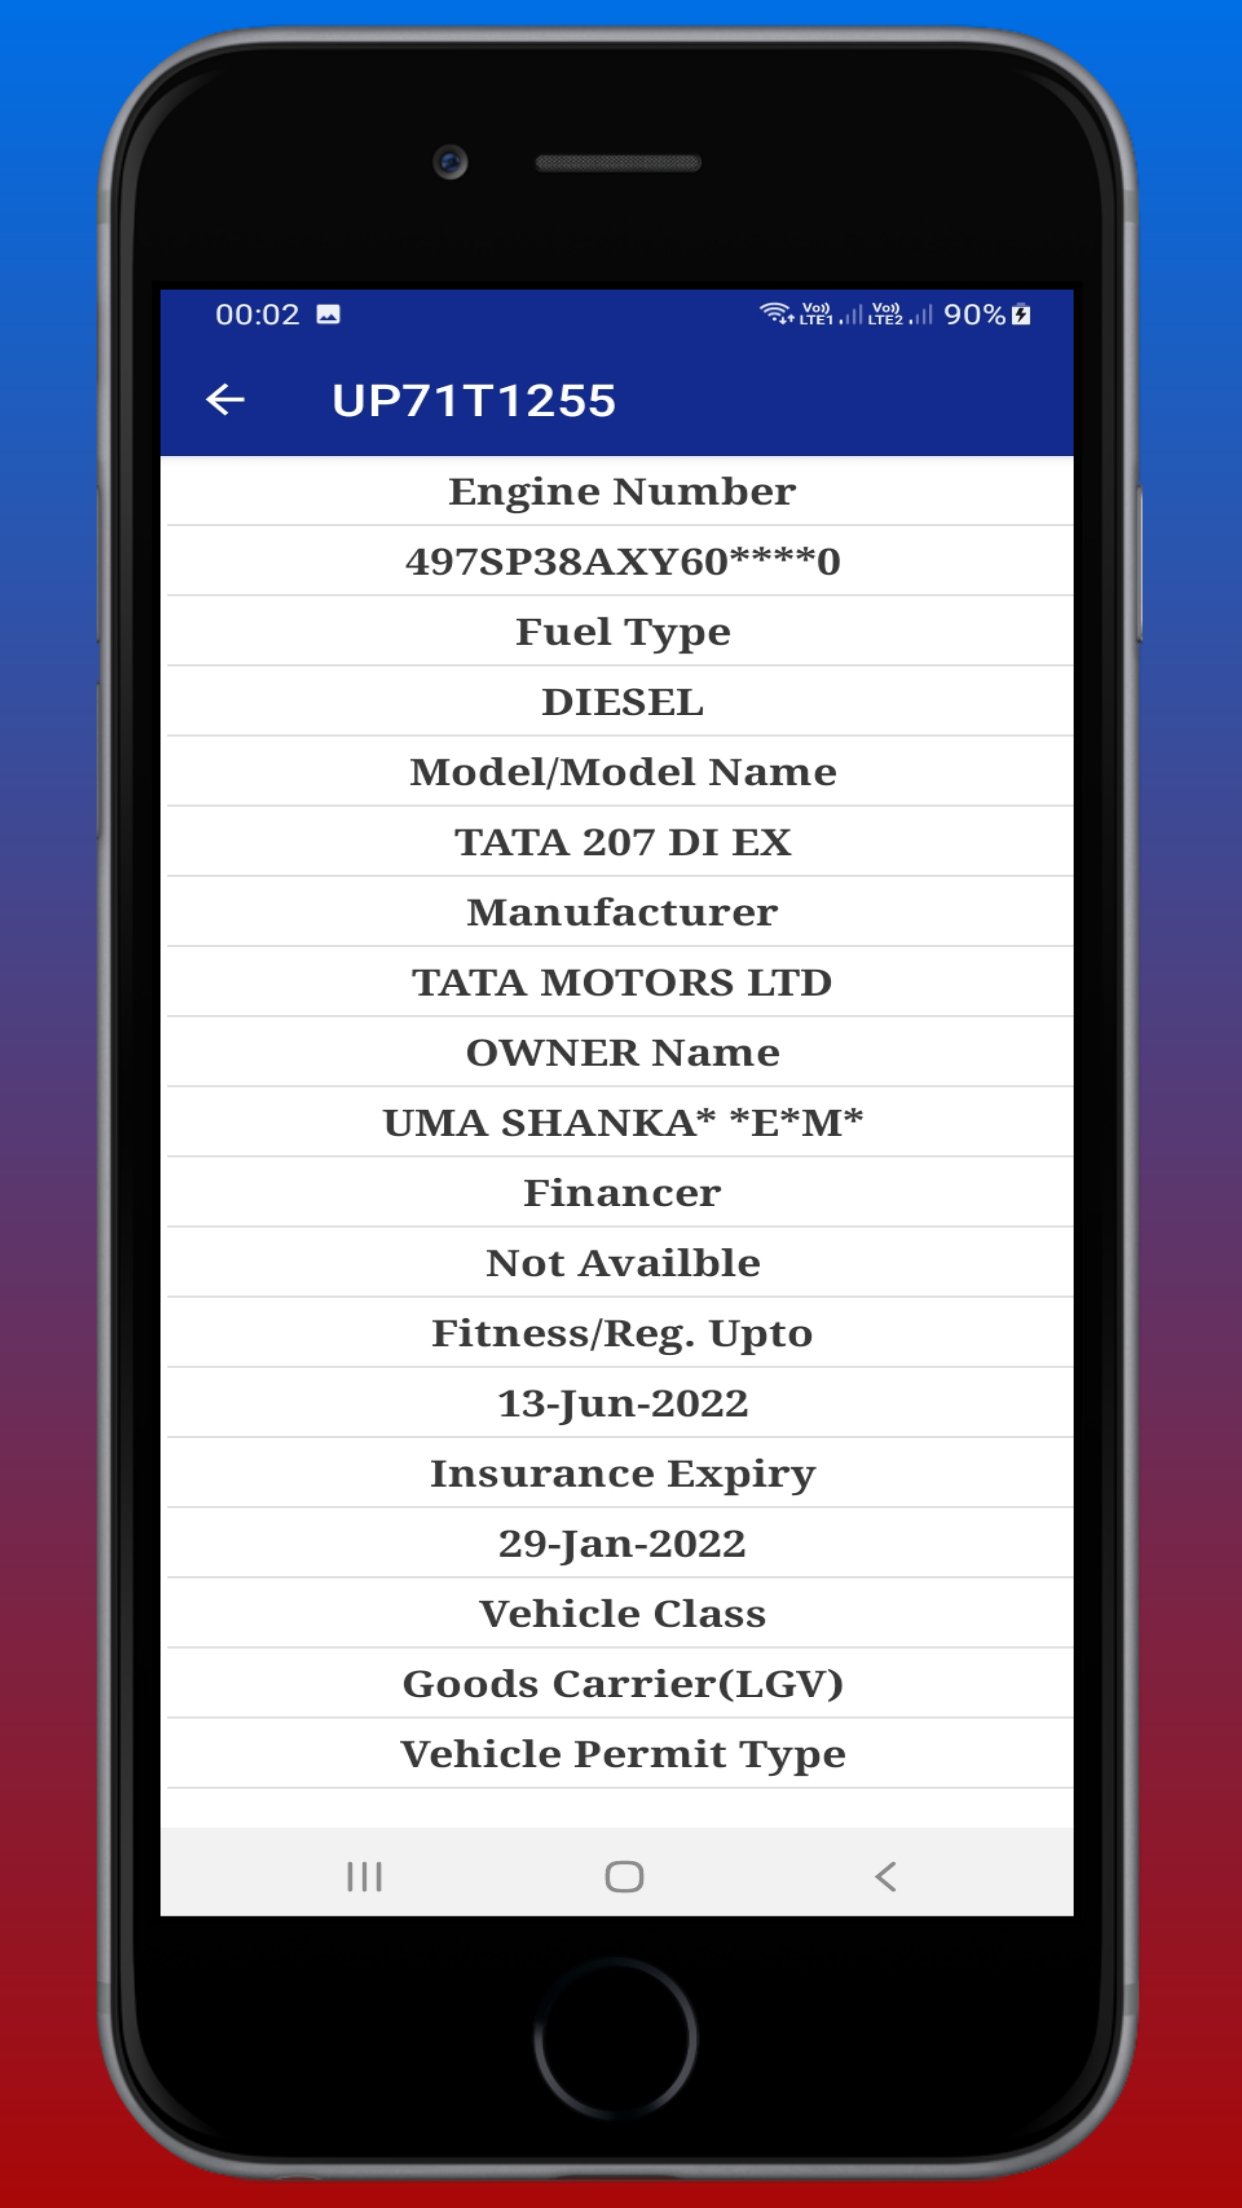 00:02 Vo)) LTE1 Vo)) LTE2 90%
UP71T1255
Engine Number
497SP38AXY60****0
Fuel Type
DIESEL
Model/Model Name
TATA 207 DI EX
Manufacturer
TATA MOTORS LTD
OWNER Name
UMA SHANKA* *E*M*
Financer
Not Availble
Fitness/Reg. Upto
13-Jun-2022
Insurance Expiry
29-Jan-2022
Vehicle Class
Goods Carrier(LGV)
Vehicle Permit Type